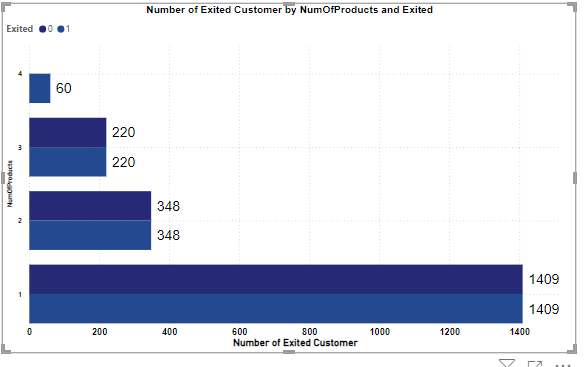 Number of Exited Customer by NumOfProducts and Exited
Exited 0 1
4
60
220
3
220
348
2
348
1409
1
1409
NumOfProducts
0 200 400 600 800 1000 1200 1400
Number of Exited Customer